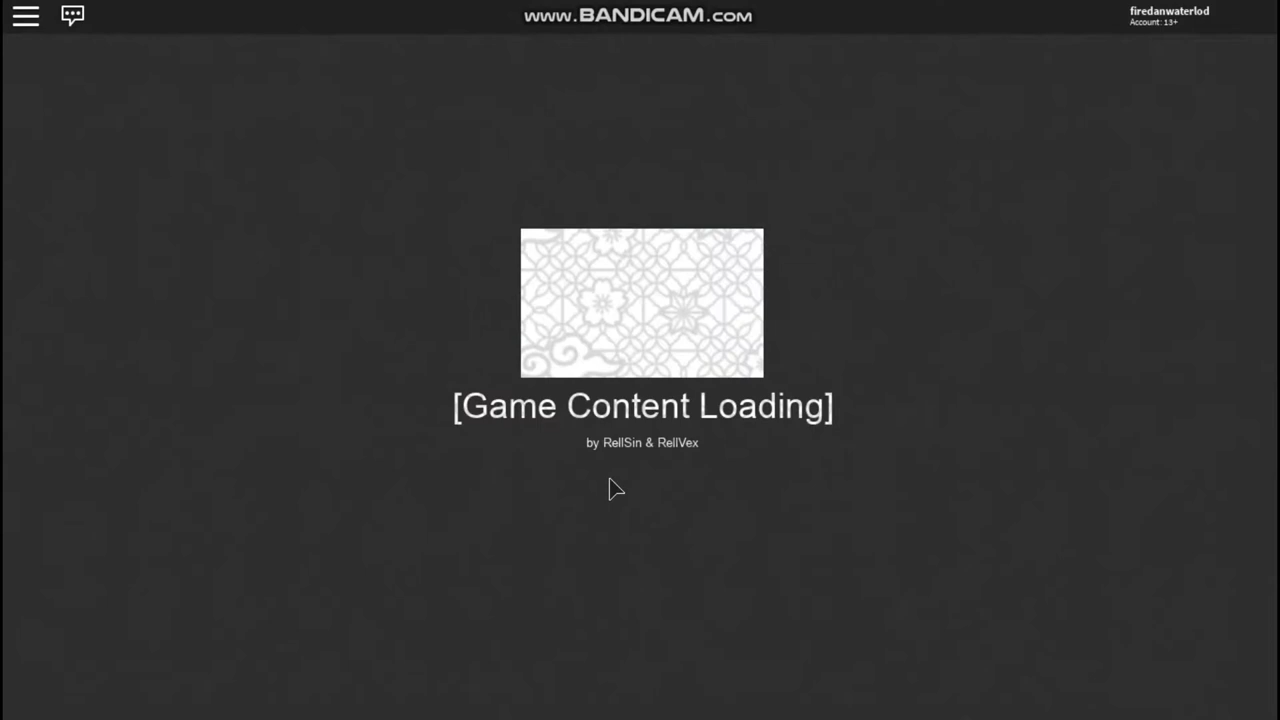 www.BANDICAM.com
firedanwaterlod
Account: 13+
[Game Content Loading]
by RellSin & RellVex